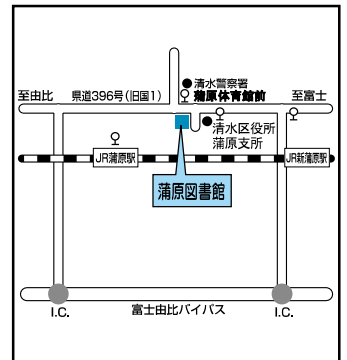 清水警察署
蒲原体育館前
至由比
県道396号(旧国1)
至富士
清水区役所
蒲原支所
JR蒲原駅
JR新蒲原駅
蒲原図書館
富士由比バイパス
I.C.
I.C.